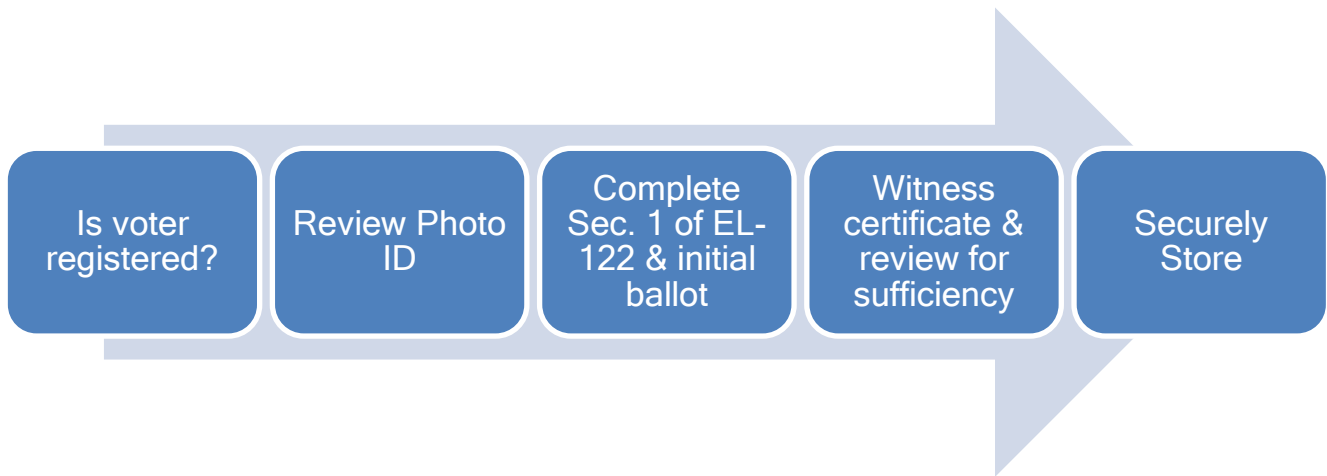 Is voter
registered?
Review Photo
ID
Complete
Sec. 1 of EL-
122 & initial
ballot
Witness
certificate &
review for
sufficiency
Securely
Store